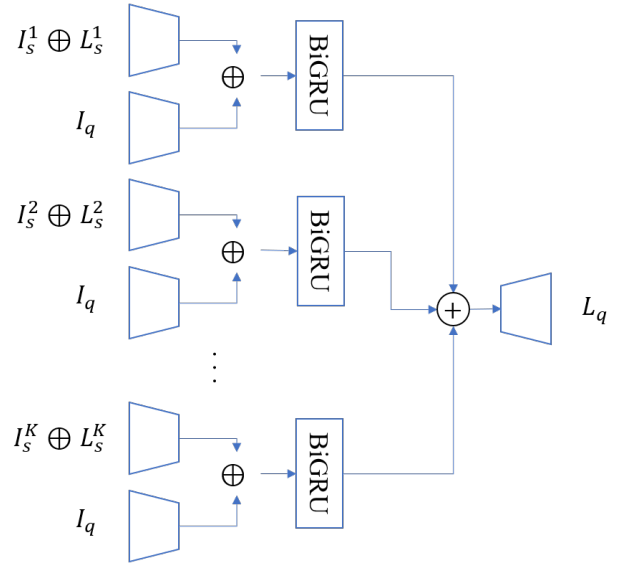 I_s^1 ⊕ L_s^1
⊕
BiGRU
I_q
I_s^2 ⊕ L_s^2
⊕
BiGRU
I_q
+
L_q
⋮
I_s^K ⊕ L_s^K
⊕
BiGRU
I_q